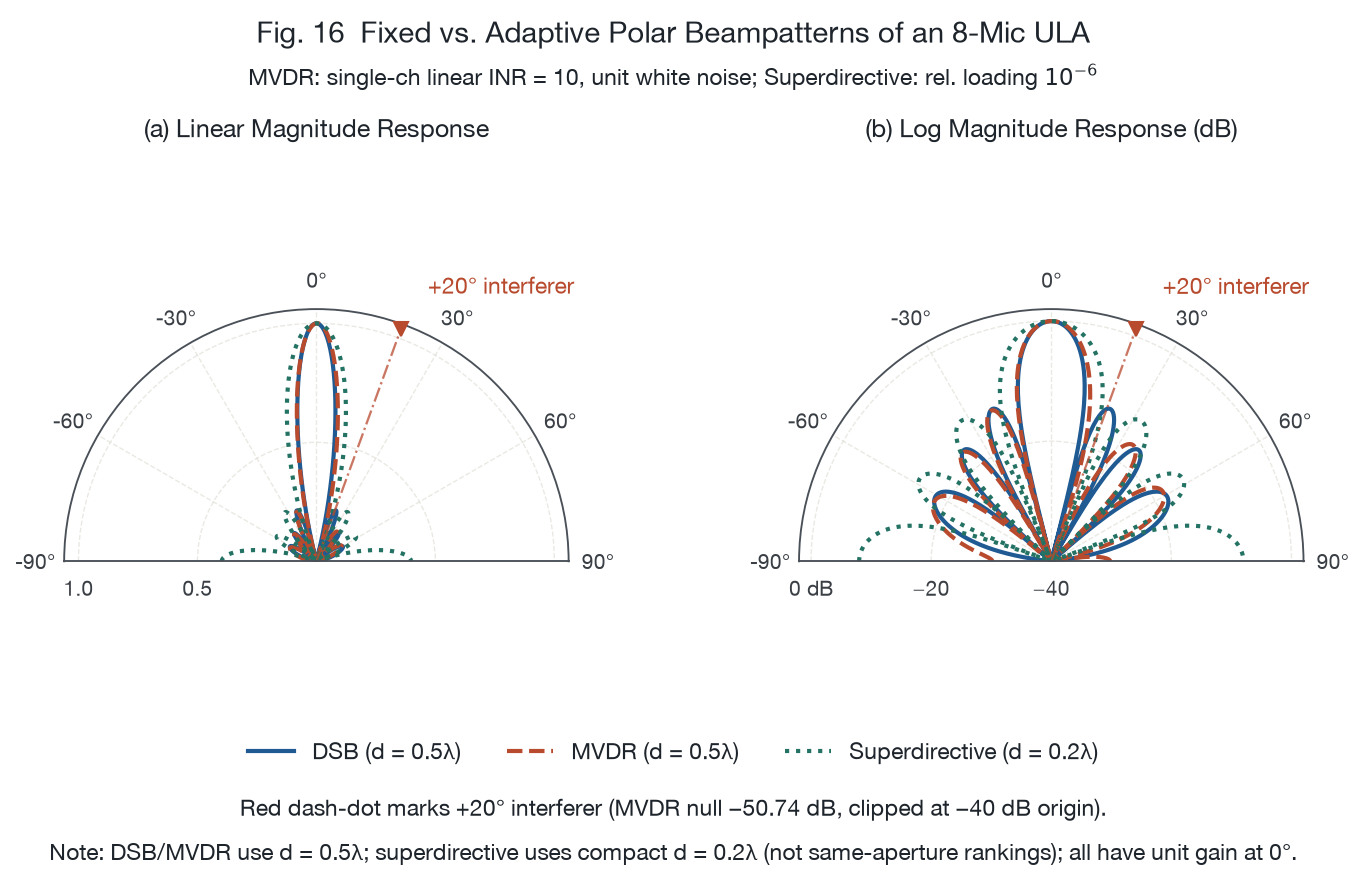 Fig. 16 Fixed vs. Adaptive Polar Beampatterns of an 8-Mic ULA
MVDR: single-ch linear INR = 10, unit white noise; Superdirective: rel. loading 10⁻⁶
(a) Linear Magnitude Response
0°
+20° interferer
-30°
30°
-60°
60°
-90°
90°
1.0
0.5
(b) Log Magnitude Response (dB)
0°
+20° interferer
-30°
30°
-60°
60°
-90°
90°
0 dB
−20
−40
DSB (d = 0.5λ)
MVDR (d = 0.5λ)
Superdirective (d = 0.2λ)
Red dash-dot marks +20° interferer (MVDR null −50.74 dB, clipped at −40 dB origin).
Note: DSB/MVDR use d = 0.5λ; superdirective uses compact d = 0.2λ (not same-aperture rankings); all have unit gain at 0°.